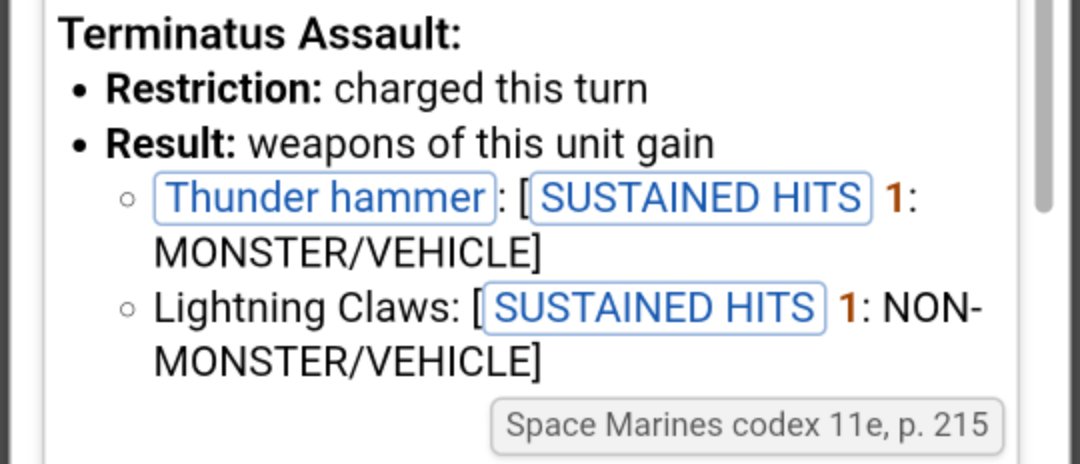 Terminatus Assault:
• Restriction: charged this turn
• Result: weapons of this unit gain
○ Thunder hammer: [SUSTAINED HITS 1:
MONSTER/VEHICLE]
○ Lightning Claws: [SUSTAINED HITS 1: NON-
MONSTER/VEHICLE]
Space Marines codex 11e, p. 215